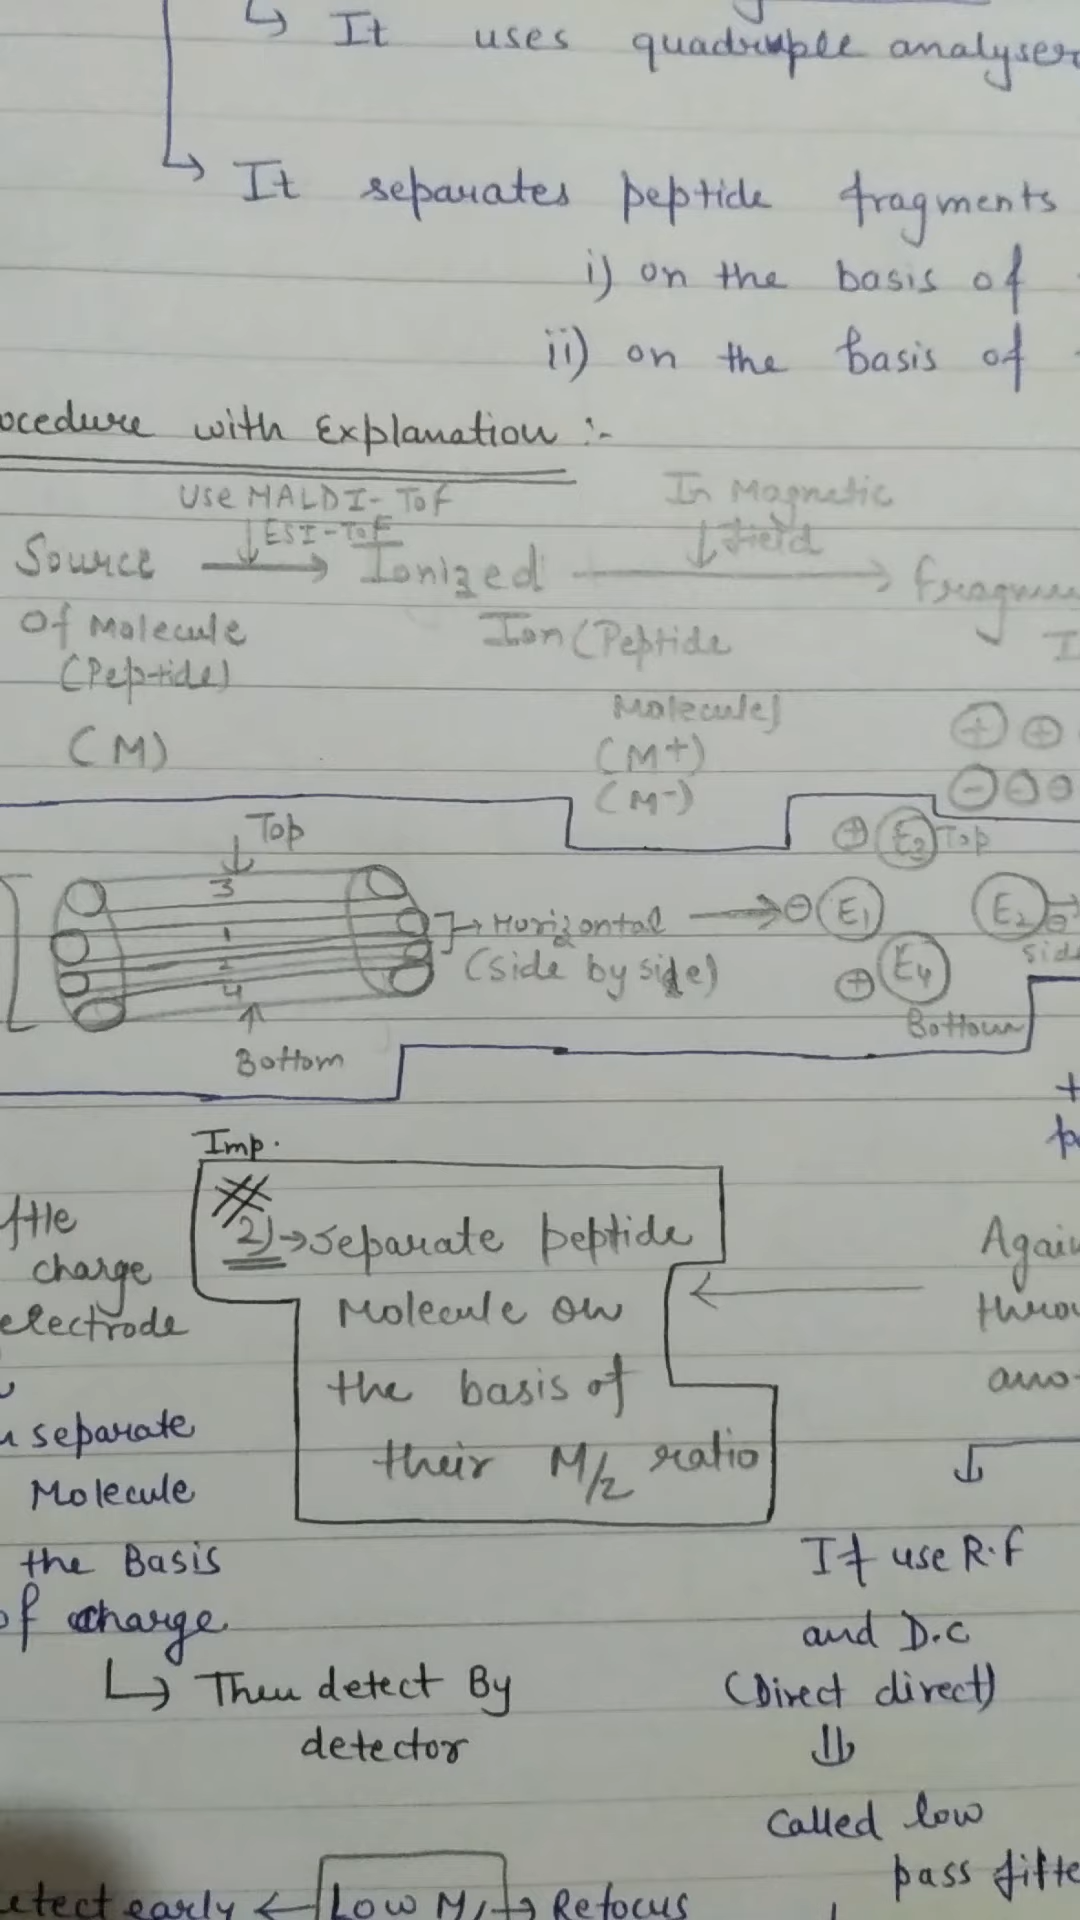 It uses quadruple analyser
It separates peptide fragments
i) on the basis of
ii) on the basis of
ocedure with Explanation :-
Use MALDI-ToF
ESI-ToF
In Magnetic
field
Source
Ionized
Of Molecule
(Peptide)
Ion (Peptide
Molecules)
(M)
(M+)
(M-)
+ +
- - -
Top
3
1
2
4
Bottom
Horizontal
(side by side)
+ E3 Top
- E1
E2 -
side
+ E4
Bottom
Imp.
2) → separate peptide
Molecule on
the basis of
their M/z ratio
charge
electrode
separate
Molecule
the Basis
of charge
Then detect By
detector
Again
It use R.f
and D.C
(Direct direct)
Called low
pass filte
etect early ← Low M/ → Refocus